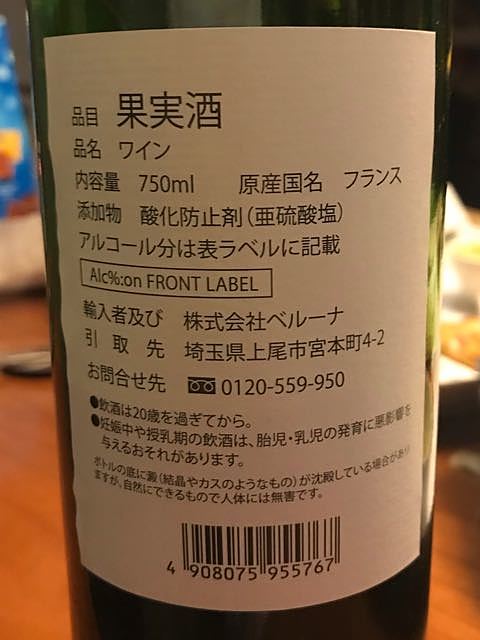 品目 果実酒
品名 ワイン
内容量 750ml 原産国名 フランス
添加物 酸化防止剤(亜硫酸塩)
アルコール分は表ラベルに記載
Alc%:on FRONT LABEL
輸入者及び 株式会社ベルーナ
引取先 埼玉県上尾市宮本町4-2
お問合せ先 0120-559-950
●飲酒は20歳を過ぎてから。
●妊娠中や授乳期の飲酒は、胎児・乳児の発育に悪影響を
与えるおそれがあります。
ボトルの底に澱(結晶やカスのようなもの)が沈殿している場合があり
ますが、自然にできるもので人体には無害です。
4 908075 955767